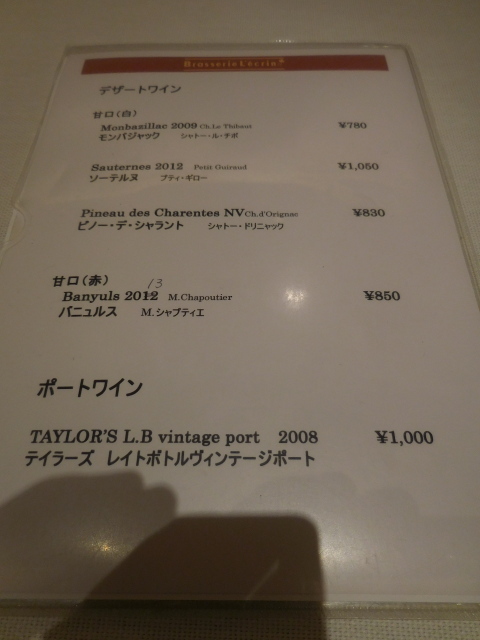 Brasserie L'ecrin
デザートワイン
甘口(白)
Monbazillac 2009 Ch.Le Thibaut ¥780
モンバジャック シャトー・ル・チボ
Sauternes 2012 Petit Guiraud ¥1,050
ソーテルヌ プティ・ギロー
Pineau des Charentes NV Ch.d'Orignac ¥830
ピノー・デ・シャラント シャトー・ドリニャック
甘口(赤) 13
Banyuls 2012 M.Chapoutier ¥850
バニュルス M.シャプティエ
ポートワイン
TAYLOR'S L.B vintage port 2008 ¥1,000
テイラーズ レイトボトルヴィンテージポート